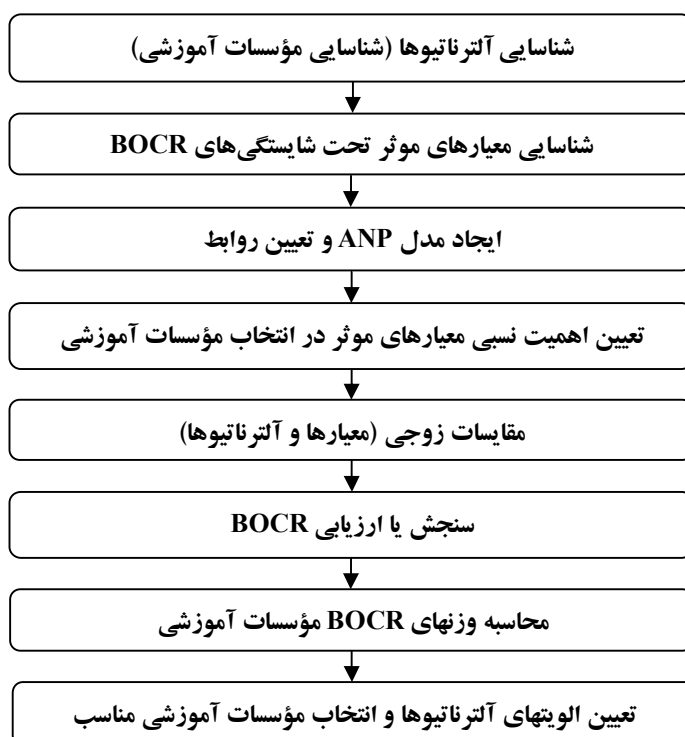 شناسایی آلترناتیوها (شناسایی مؤسسات آموزشی)
شناسایی معیارهای موثر تحت شایستگی‌های BOCR
ایجاد مدل ANP و تعیین روابط
تعیین اهمیت نسبی معیارهای موثر در انتخاب مؤسسات آموزشی
مقایسات زوجی (معیارها و آلترناتیوها)
سنجش یا ارزیابی BOCR
محاسبه وزنهای BOCR مؤسسات آموزشی
تعیین الویتهای آلترناتیوها و انتخاب مؤسسات آموزشی مناسب